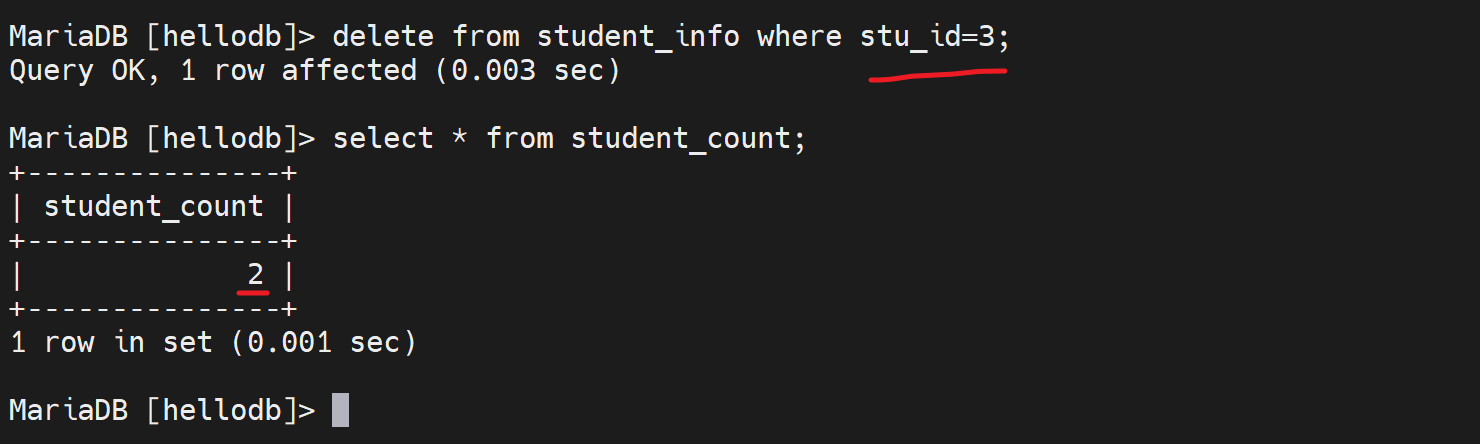 MariaDB [hellodb]> delete from student_info where stu_id=3;
Query OK, 1 row affected (0.003 sec)
MariaDB [hellodb]> select * from student_count;
+---------------+
| student_count |
+---------------+
|             2 |
+---------------+
1 row in set (0.001 sec)
MariaDB [hellodb]>